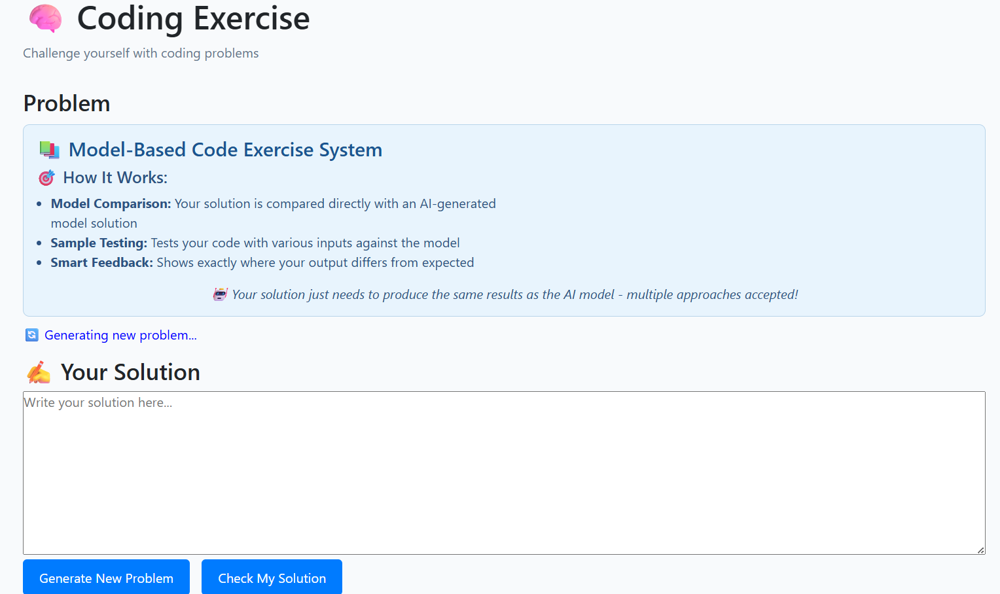 Coding Exercise
Challenge yourself with coding problems
Problem
Model-Based Code Exercise System
How It Works:
Model Comparison: Your solution is compared directly with an AI-generated
model solution
Sample Testing: Tests your code with various inputs against the model
Smart Feedback: Shows exactly where your output differs from expected
Your solution just needs to produce the same results as the AI model - multiple approaches accepted!
Generating new problem...
Your Solution
Write your solution here...
Generate New Problem
Check My Solution